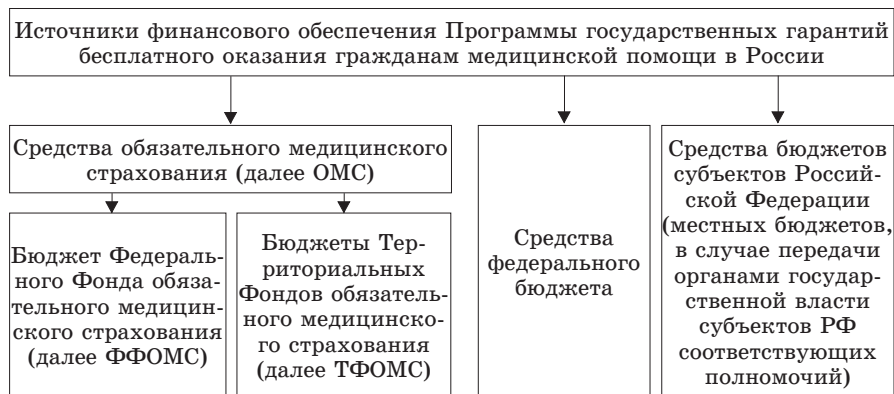 Источники финансового обеспечения Программы государственных гарантий
бесплатного оказания гражданам медицинской помощи в России
Средства обязательного медицинского
страхования (далее ОМС)
Бюджет Федераль-
ного Фонда обяза-
тельного медицин-
ского страхования
(далее ФФОМС)
Бюджеты Тер-
риториальных
Фондов обязатель-
ного медицинско-
го страхования
(далее ТФОМС)
Средства
федерального
бюджета
Средства бюджетов
субъектов Россий-
ской Федерации
(местных бюджетов,
в случае передачи
органами государ-
ственной власти
субъектов РФ
соответствующих
полномочий)